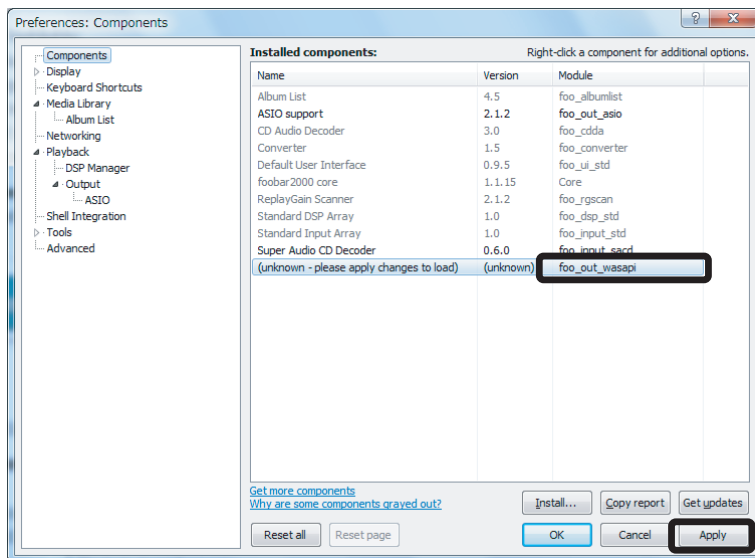 Preferences: Components
Components
Display
Keyboard Shortcuts
Media Library
Album List
Networking
Playback
DSP Manager
Output
ASIO
Shell Integration
Tools
Advanced
Installed components: Right-click a component for additional options.
Name Version Module
Album List 4.5 foo_albumlist
ASIO support 2.1.2 foo_out_asio
CD Audio Decoder 3.0 foo_cdda
Converter 1.5 foo_converter
Default User Interface 0.9.5 foo_ui_std
foobar2000 core 1.1.15 Core
ReplayGain Scanner 2.1.2 foo_rgscan
Standard DSP Array 1.0 foo_dsp_std
Standard Input Array 1.0 foo_input_std
Super Audio CD Decoder 0.6.0 foo_input_sacd
(unknown - please apply changes to load) (unknown) foo_out_wasapi
Get more components
Why are some components grayed out?
Install... Copy report Get updates
Reset all Reset page OK Cancel Apply